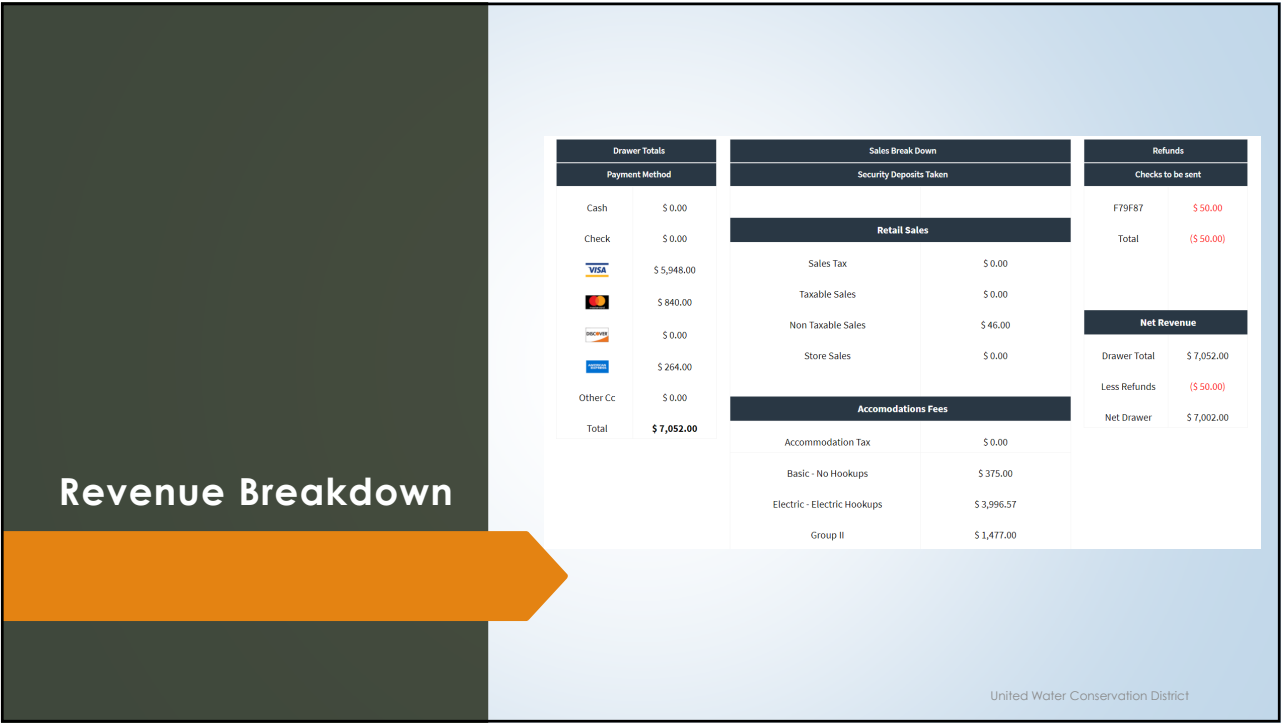 Revenue Breakdown
Drawer Totals
Payment Method
Cash $ 0.00
Check $ 0.00
VISA $ 5,948.00
$ 840.00
DISCOVER $ 0.00
AMERICAN EXPRESS $ 264.00
Other Cc $ 0.00
Total $ 7,052.00
Sales Break Down
Security Deposits Taken
Retail Sales
Sales Tax $ 0.00
Taxable Sales $ 0.00
Non Taxable Sales $ 46.00
Store Sales $ 0.00
Accomodations Fees
Accommodation Tax $ 0.00
Basic - No Hookups $ 375.00
Electric - Electric Hookups $ 3,996.57
Group II $ 1,477.00
Refunds
Checks to be sent
F79F87 $ 50.00
Total ($ 50.00)
Net Revenue
Drawer Total $ 7,052.00
Less Refunds ($ 50.00)
Net Drawer $ 7,002.00
United Water Conservation District